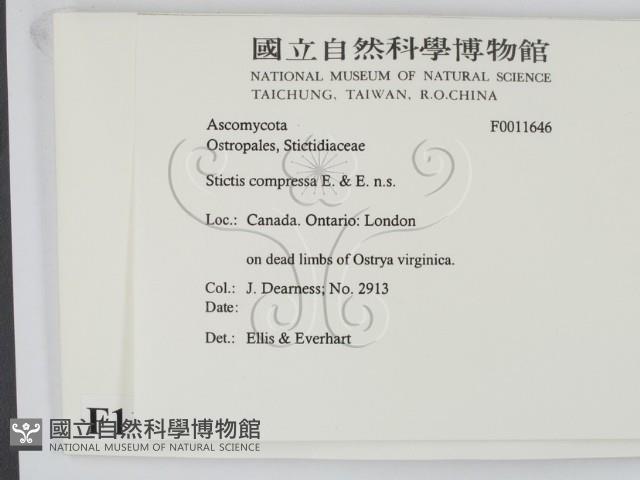 國立自然科學博物館
NATIONAL MUSEUM OF NATURAL SCIENCE
TAICHUNG, TAIWAN, R.O.CHINA
Ascomycota F0011646
Ostropales, Stictidiaceae
Stictis compressa E. & E. n.s.
Loc.: Canada. Ontario: London
on dead limbs of Ostrya virginica.
Col.: J. Dearness; No. 2913
Date:
Det.: Ellis & Everhart
F1
國立自然科學博物館
NATIONAL MUSEUM OF NATURAL SCIENCE